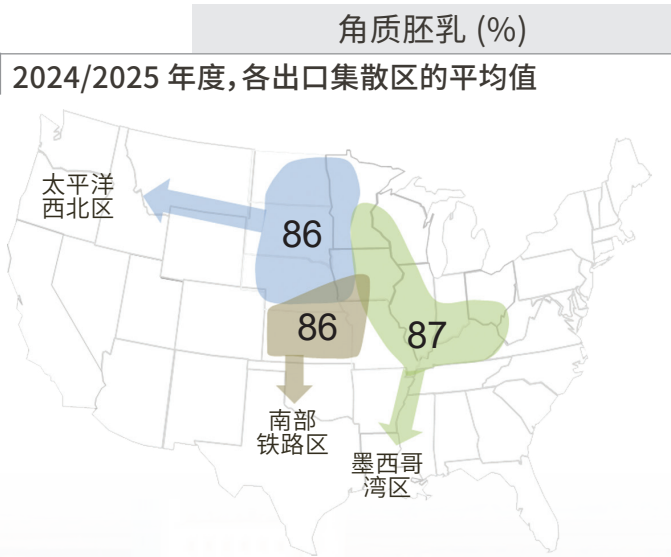 角质胚乳 (%)
2024/2025 年度，各出口集散区的平均值
太平洋
西北区
86
86
87
南部
铁路区
墨西哥
湾区